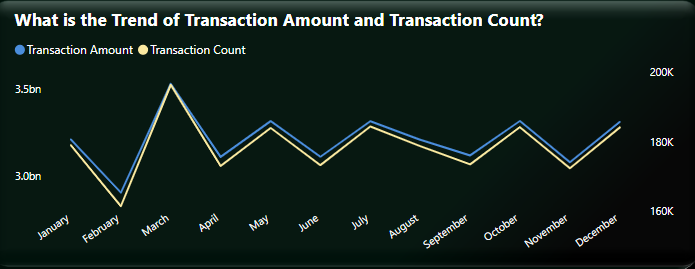 What is the Trend of Transaction Amount and Transaction Count?
Transaction Amount Transaction Count
200K
3.5bn
180K
3.0bn
160K
January
February
March
April
May
June
July
August
September
October
November
December